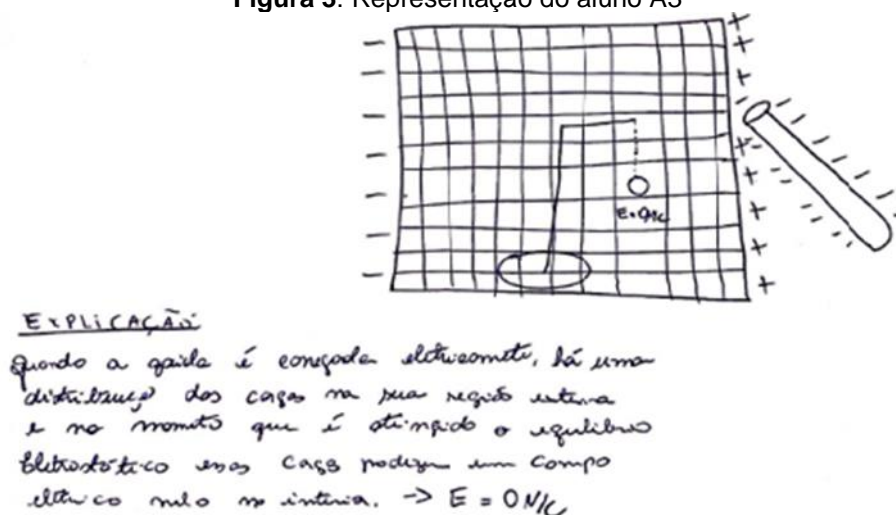 Figura 3: Representação do aluno A3
E=0N/C
EXPLICAÇÃO
Quando a gaiola é carregada eletricamente, há uma
distribuição das cargas na sua região externa
e no momento que é atingido o equilíbrio
Eletrostático essas cargas produzem um campo
elétrico nulo no interior. -> E = 0 N/C